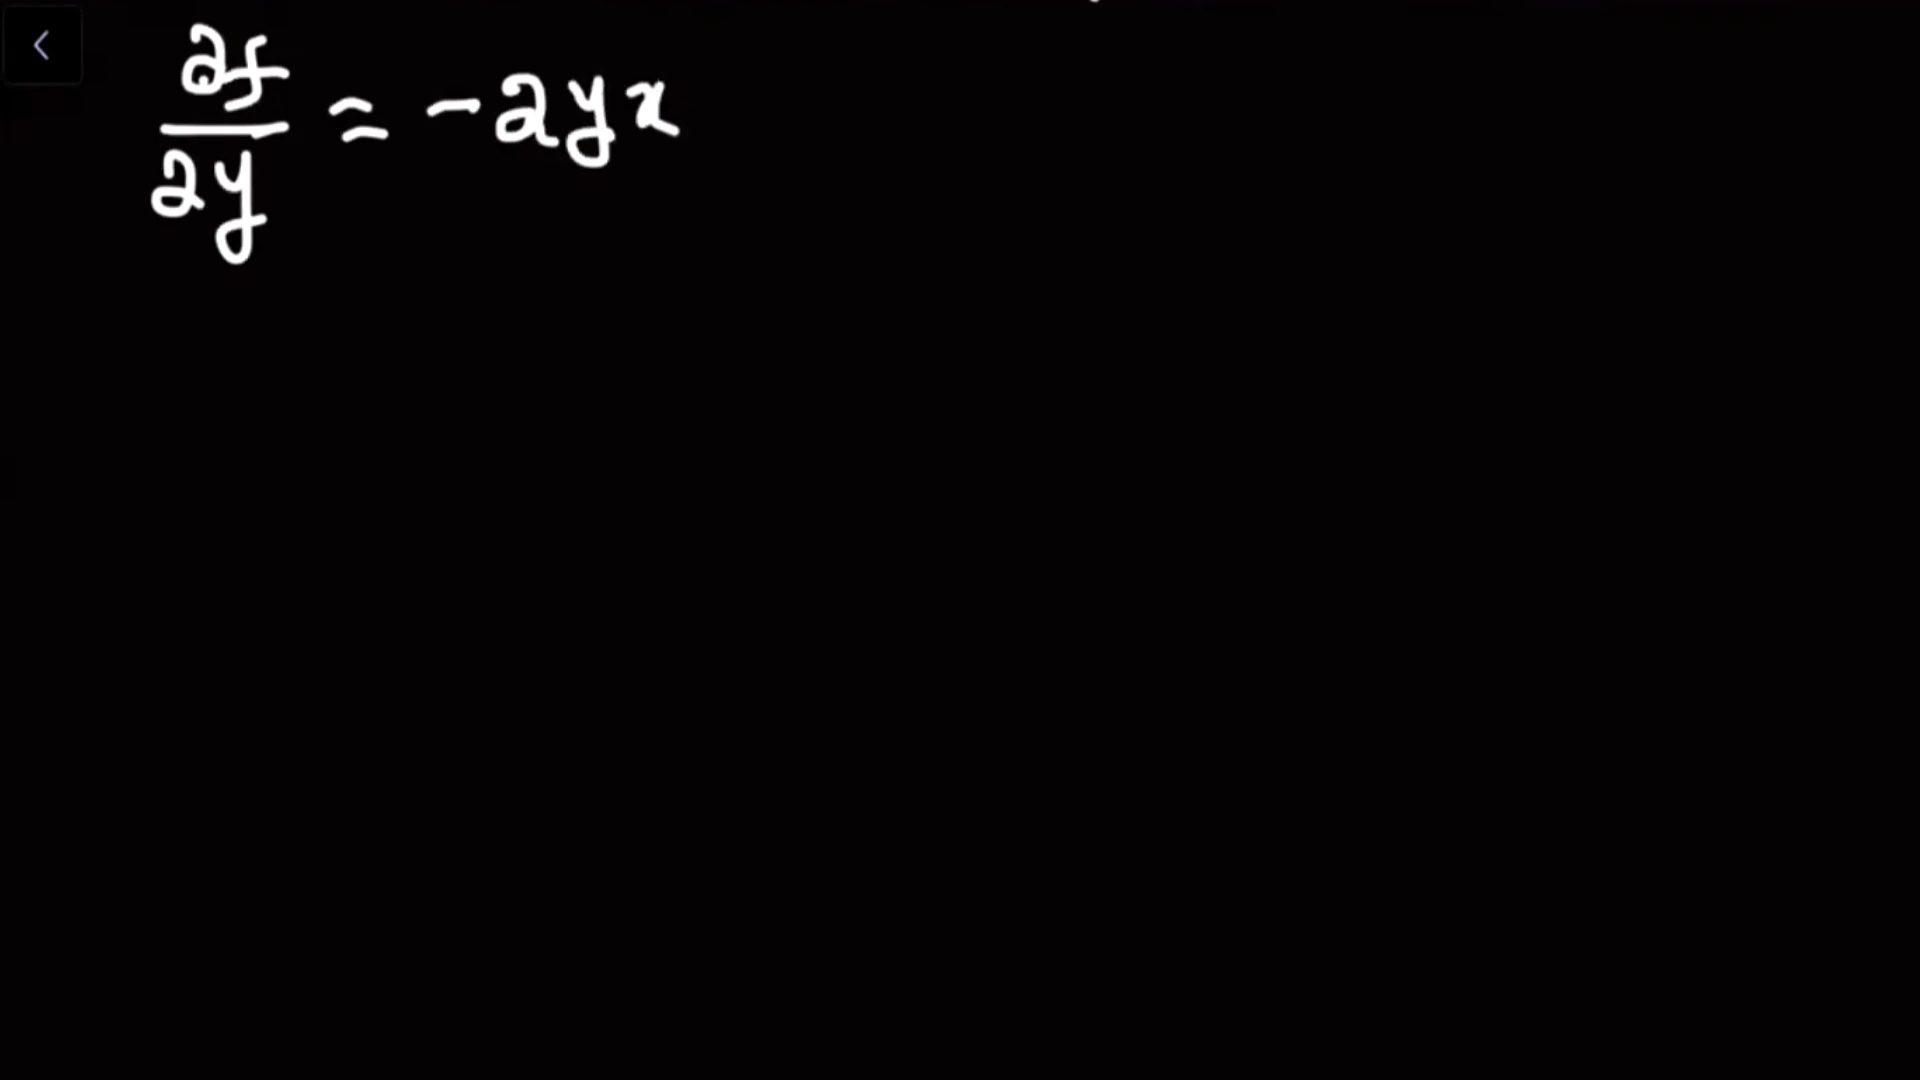 ∂f/∂y = -2yx